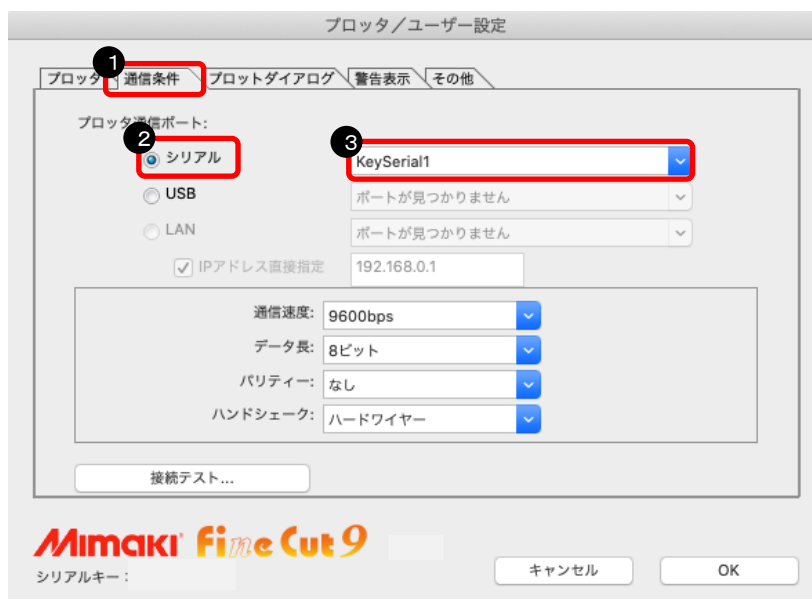 プロッタ／ユーザー設定
1
プロッタ 通信条件 プロットダイアログ 警告表示 その他
プロッタ通信ポート:
2 3
シリアル KeySerial1
USB ポートが見つかりません
LAN ポートが見つかりません
IPアドレス直接指定 192.168.0.1
通信速度: 9600bps
データ長: 8ビット
パリティー: なし
ハンドシェーク: ハードワイヤー
接続テスト...
Mimaki FineCut9
シリアルキー：
キャンセル OK